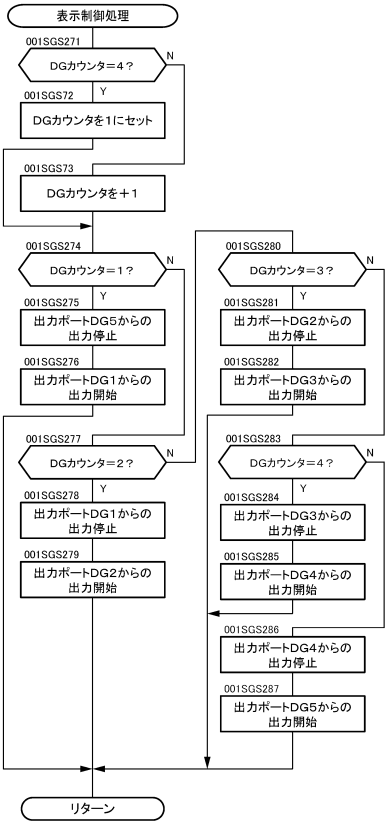 表示制御処理
001SGS271
DGカウンタ＝4？
N
Y
001SGS72
DGカウンタを1にセット
001SGS73
DGカウンタを＋1
001SGS274
DGカウンタ＝1？
N
Y
001SGS275
出力ポートDG5からの
出力停止
001SGS276
出力ポートDG1からの
出力開始
001SGS277
DGカウンタ＝2？
N
Y
001SGS278
出力ポートDG1からの
出力停止
001SGS279
出力ポートDG2からの
出力開始
001SGS280
DGカウンタ＝3？
N
Y
001SGS281
出力ポートDG2からの
出力停止
001SGS282
出力ポートDG3からの
出力開始
001SGS283
DGカウンタ＝4？
N
Y
001SGS284
出力ポートDG3からの
出力停止
001SGS285
出力ポートDG4からの
出力開始
001SGS286
出力ポートDG4からの
出力停止
001SGS287
出力ポートDG5からの
出力開始
リターン